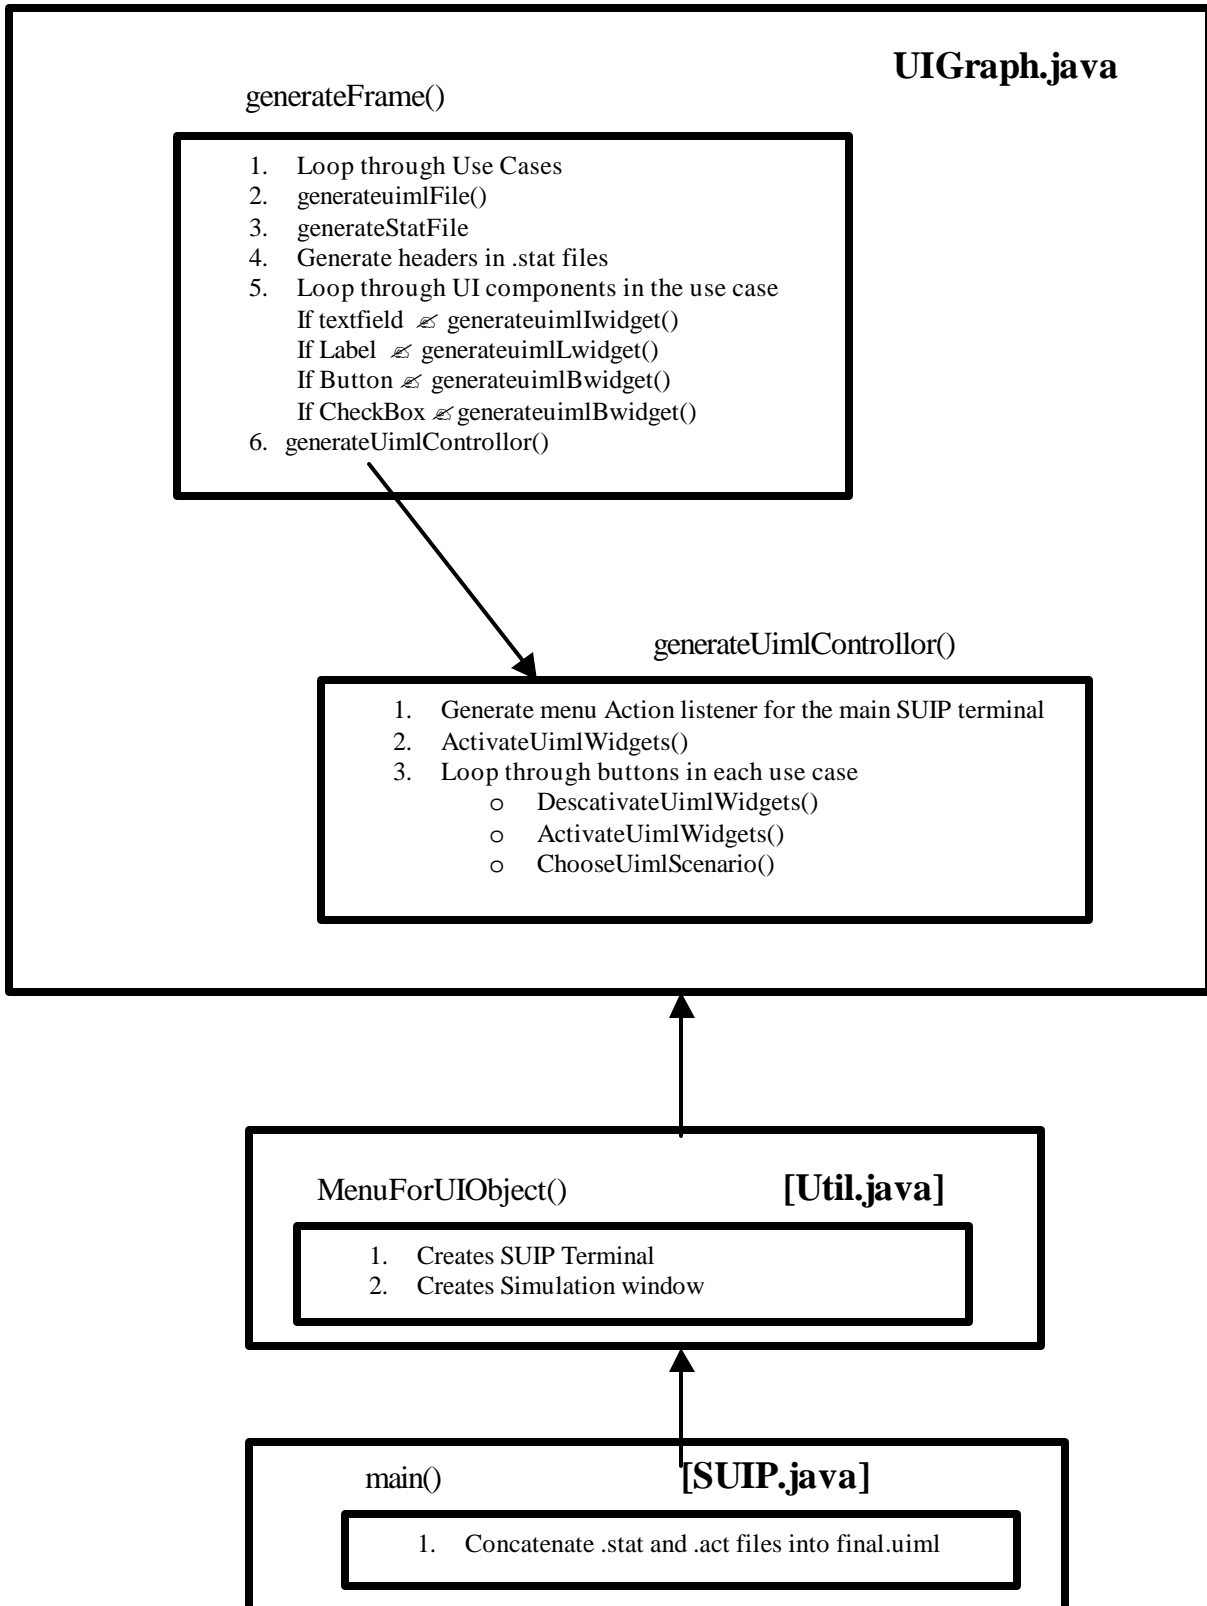 UIGraph.java
generateFrame()
1. Loop through Use Cases
2. generateuimlFile()
3. generateStatFile
4. Generate headers in .stat files
5. Loop through UI components in the use case
If textfield ✍ generateuimlIwidget()
If Label ✍ generateuimlLwidget()
If Button ✍ generateuimlBwidget()
If CheckBox ✍ generateuimlBwidget()
6. generateUimlControllor()
generateUimlControllor()
1. Generate menu Action listener for the main SUIP terminal
2. ActivateUimlWidgets()
3. Loop through buttons in each use case
o DescativateUimlWidgets()
o ActivateUimlWidgets()
o ChooseUimlScenario()
MenuForUIObject() [Util.java]
1. Creates SUIP Terminal
2. Creates Simulation window
main() [SUIP.java]
1. Concatenate .stat and .act files into final.uiml